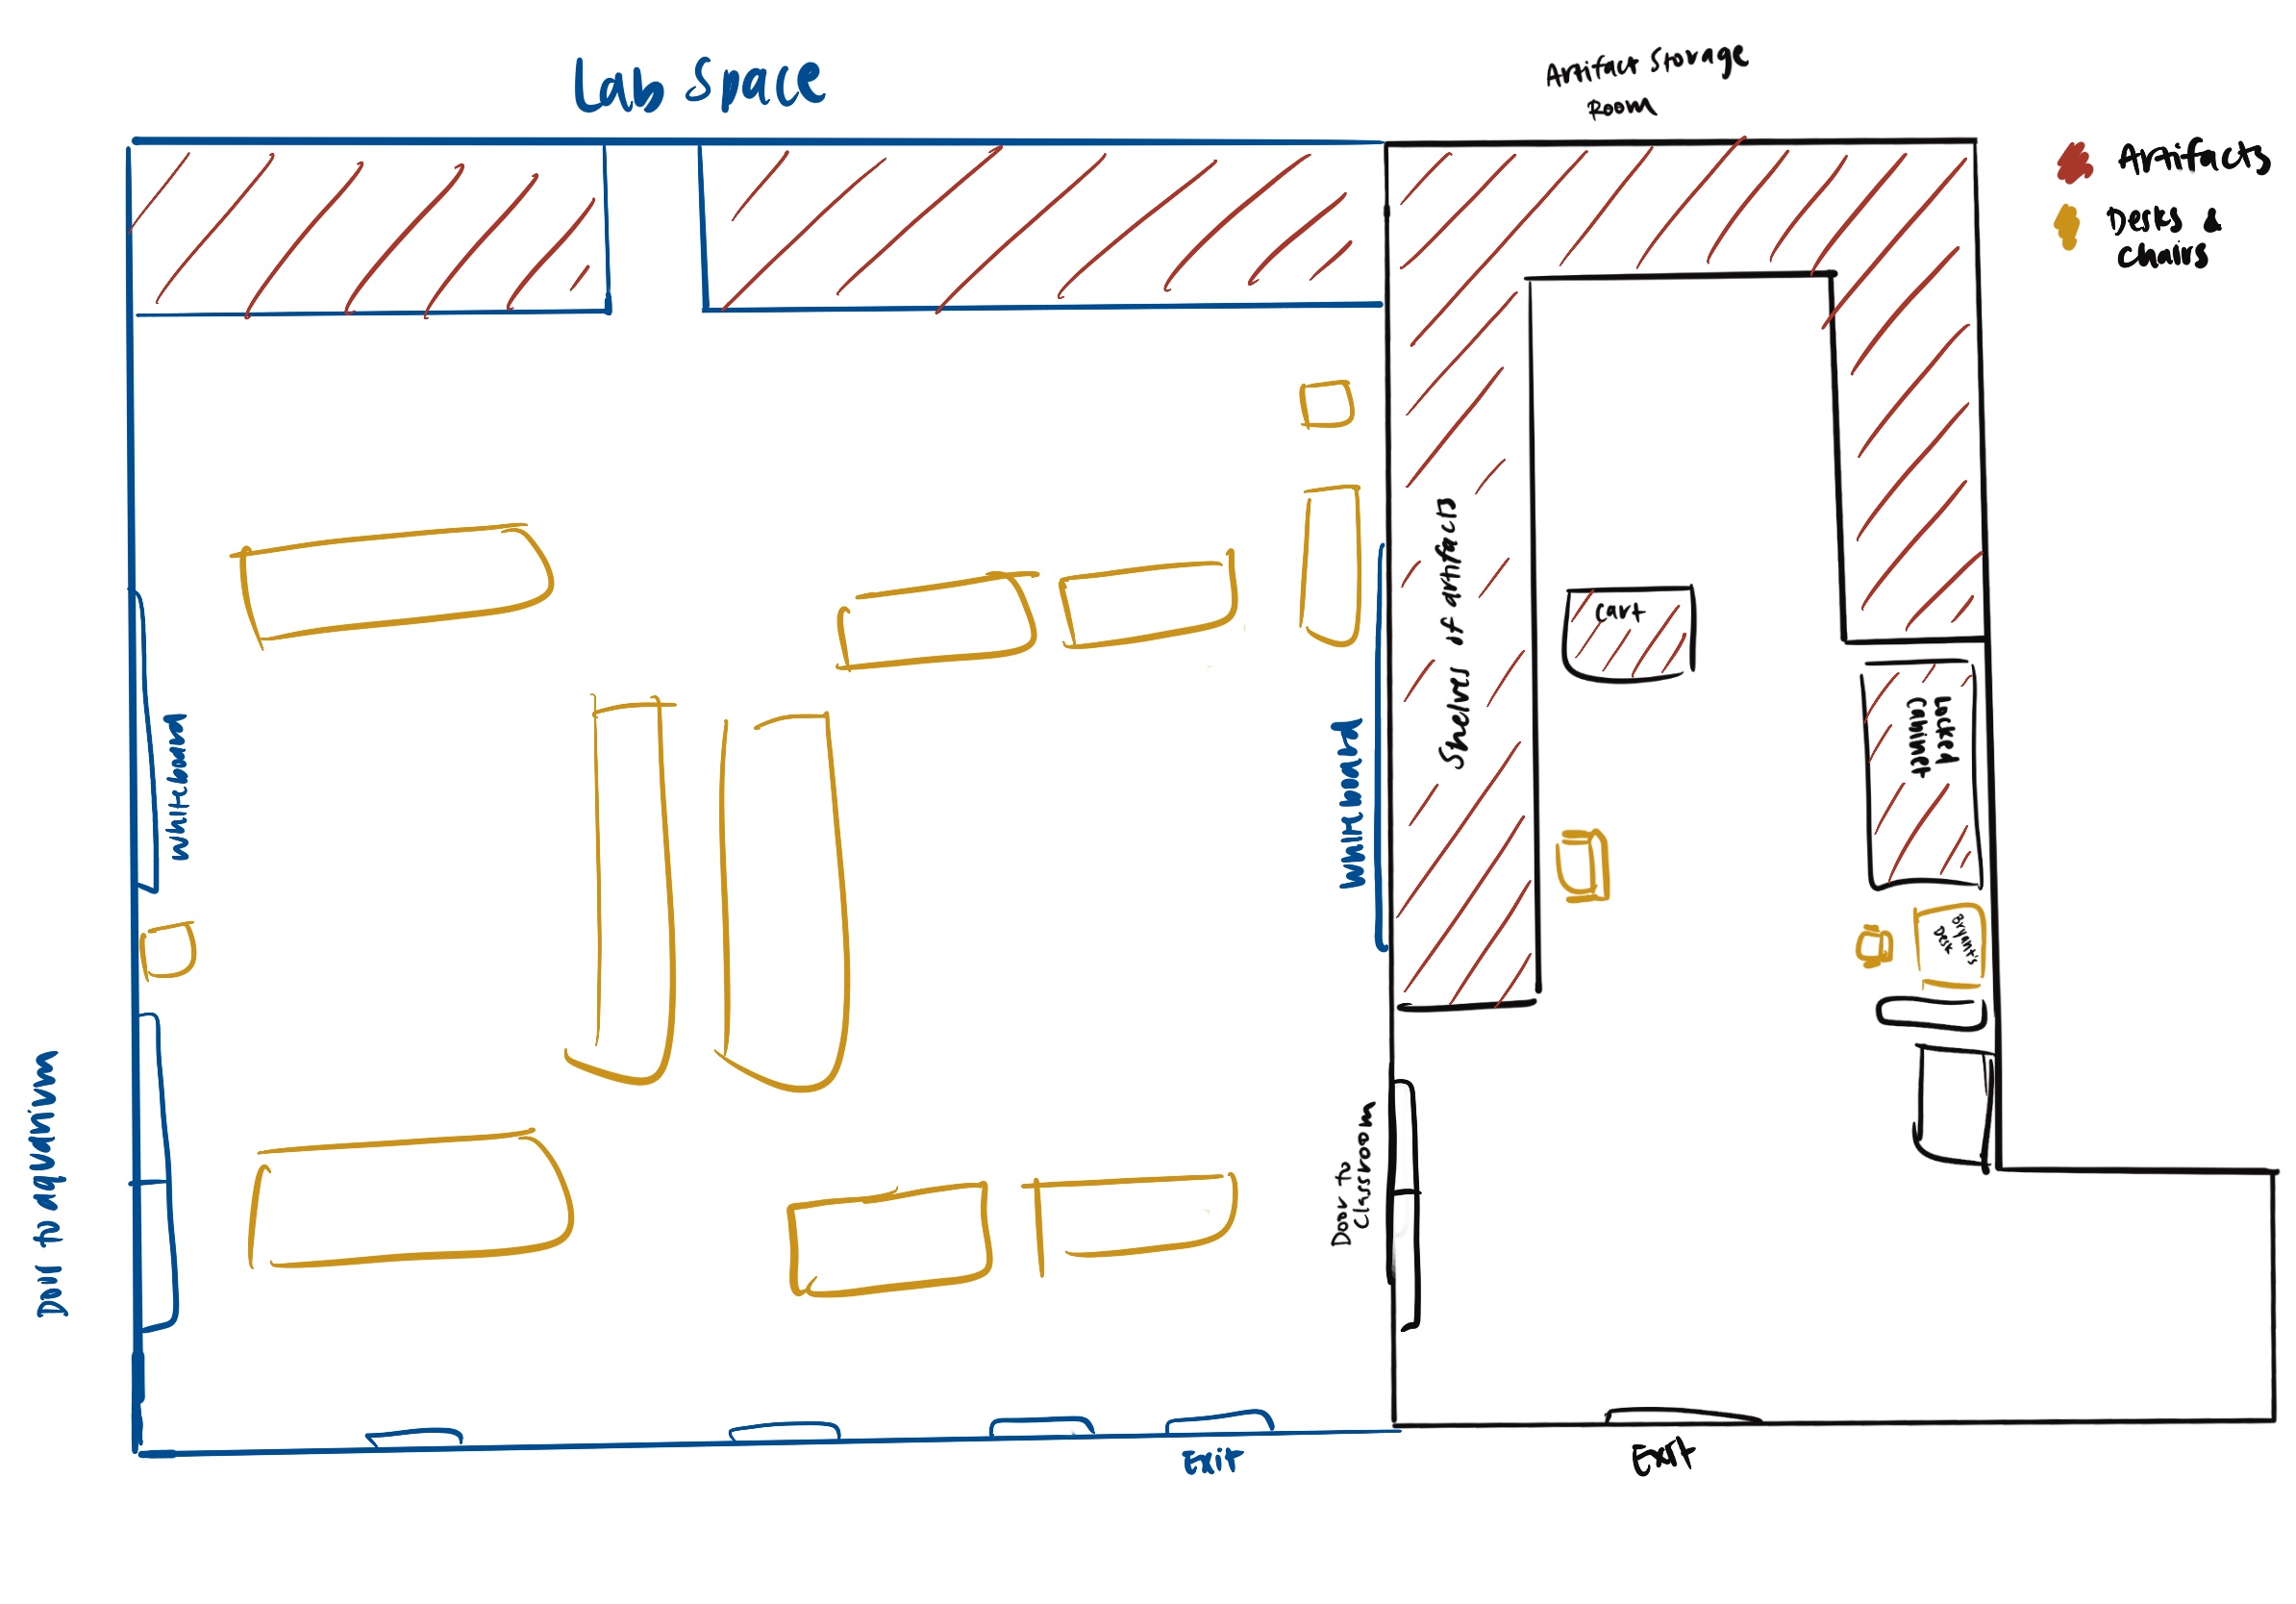 Lab Space
Artifact Storage
Room
Artifacts
Desks &
chairs
Shelves of artifacts
cart
Locked
Cabinet
Bryant's
Desk
Whiteboard
Whiteboard
Door to aquarium
Door to
Classroom
Exit
Exit